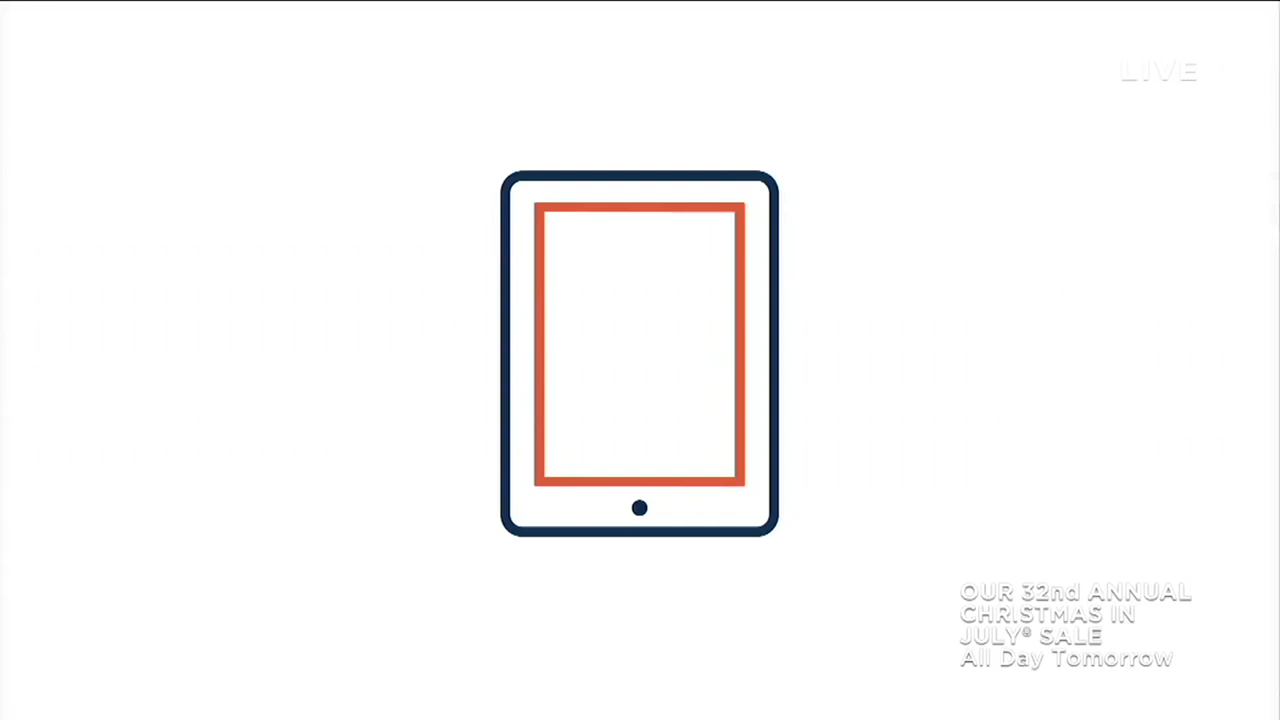 LIVE
OUR 32nd ANNUAL
CHRISTMAS IN
JULY® SALE
All Day Tomorrow